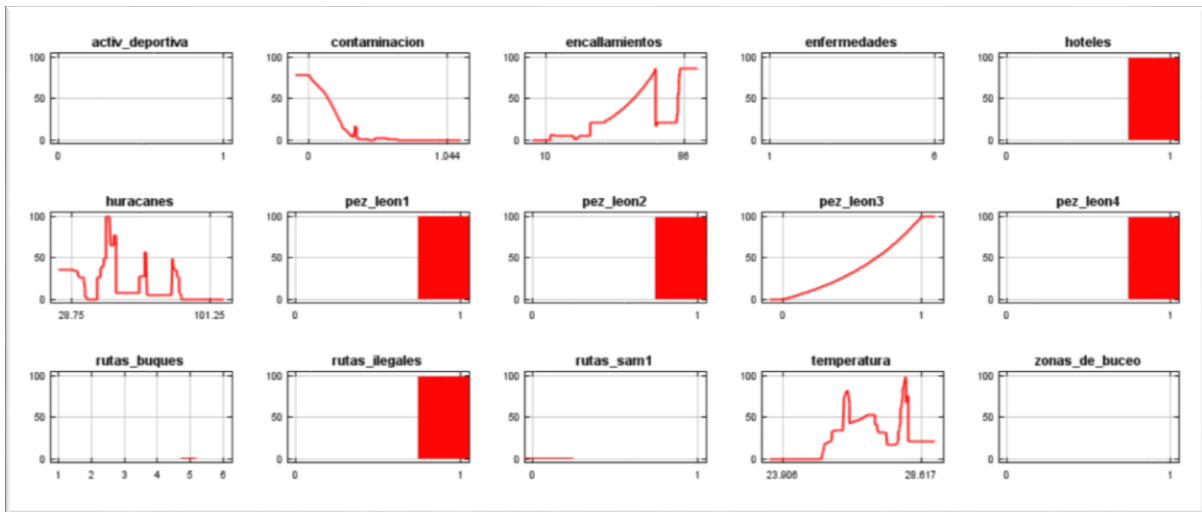 activ_deportiva contaminacion encallamientos enfermedades hoteles
100 100 100 100 100
50 50 50 50 50
0 0 0 0 0
0 1 0 1.044 10 86 1 6 0 1
huracanes pez_leon1 pez_leon2 pez_leon3 pez_leon4
100 100 100 100 100
50 50 50 50 50
0 0 0 0 0
28.75 101.25 0 1 0 1 0 1 0 1
rutas_buques rutas_ilegales rutas_sam1 temperatura zonas_de_buceo
100 100 100 100 100
50 50 50 50 50
0 0 0 0 0
1 2 3 4 5 6 0 1 0 1 23.906 28.617 0 1